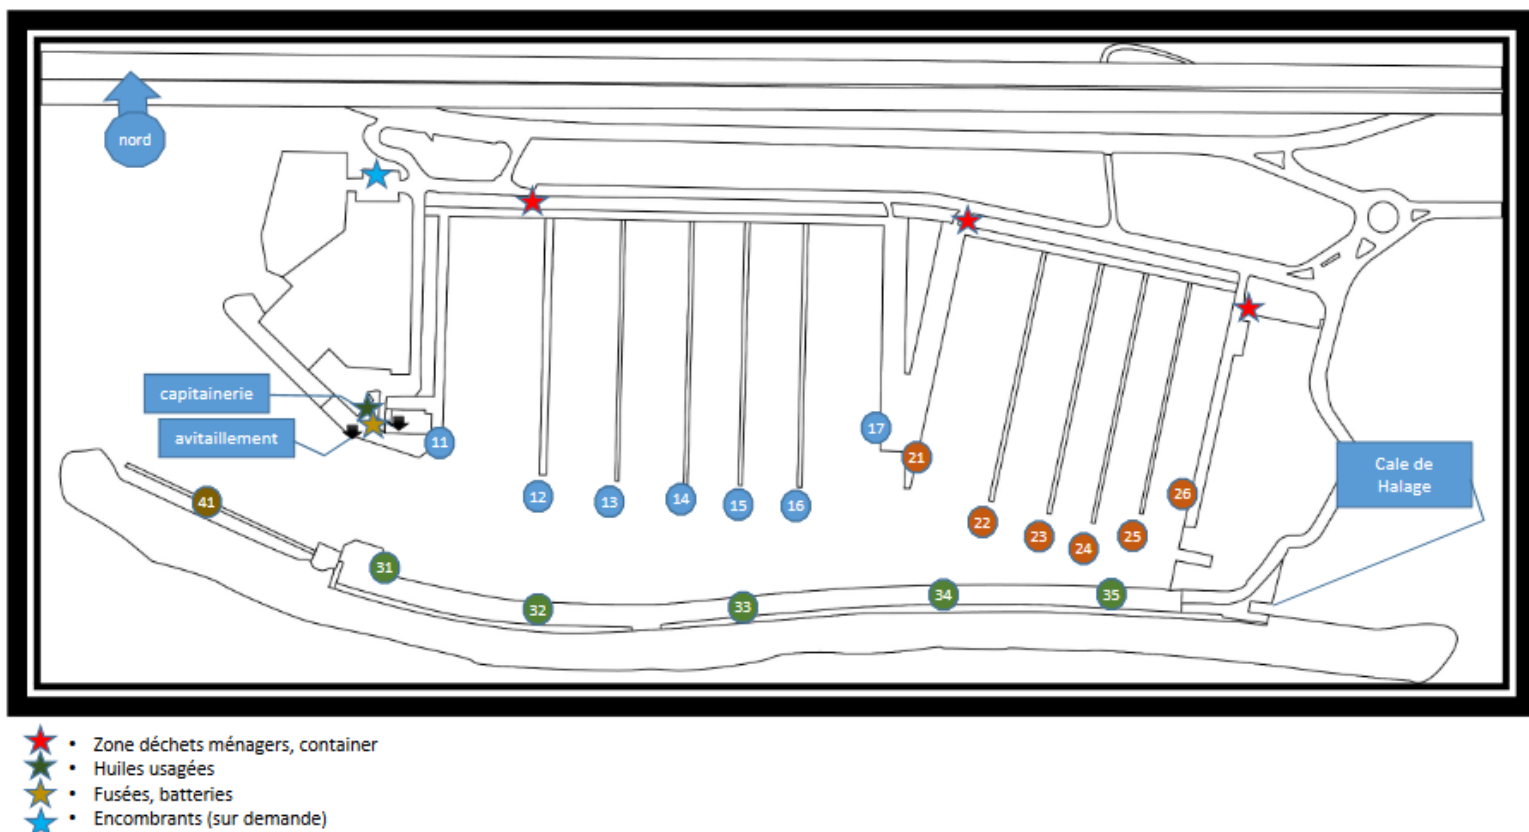 nord
capitainerie
avitaillement
11
17
21
12
13
14
15
16
22
23
24
25
26
Cale de
Halage
41
31
32
33
34
35
• Zone déchets ménagers, container
• Huiles usagées
• Fusées, batteries
• Encombrants (sur demande)